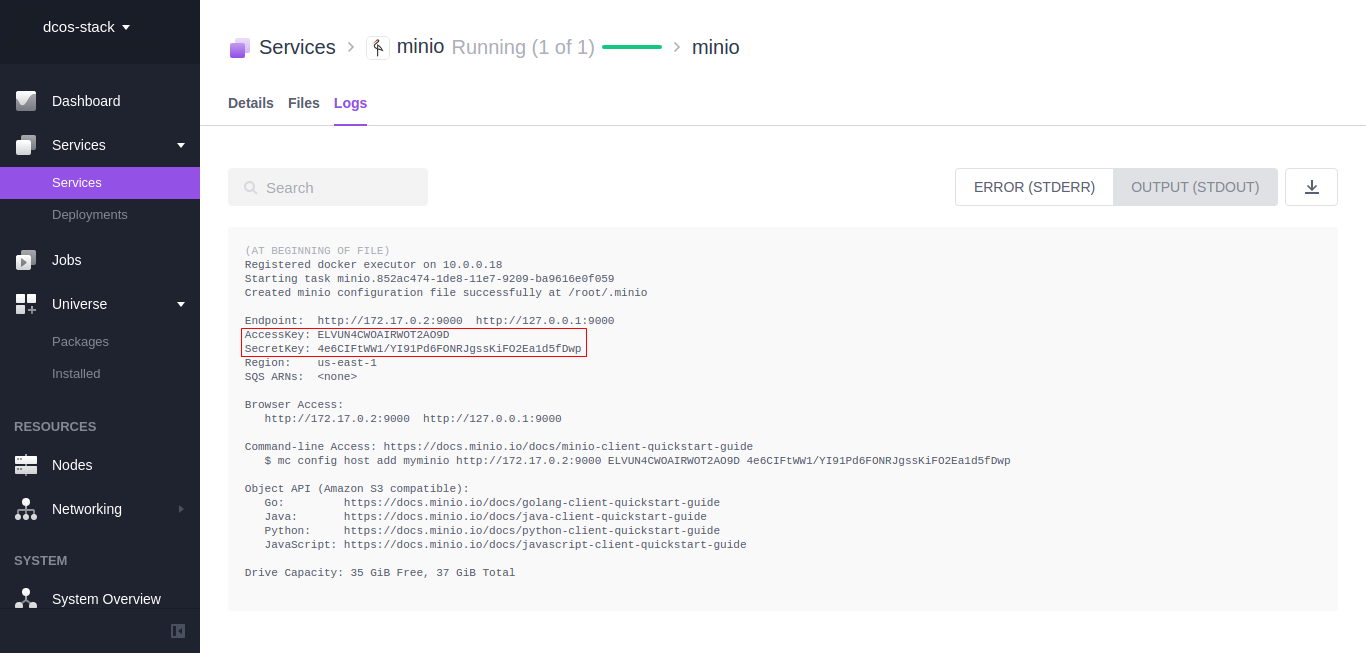 dcos-stack
Dashboard
Services
Services
Deployments
Jobs
Universe
Packages
Installed
RESOURCES
Nodes
Networking
SYSTEM
System Overview
Services minio Running (1 of 1) minio
Details Files Logs
Search
ERROR (STDERR) OUTPUT (STDOUT)
(AT BEGINNING OF FILE)
Registered docker executor on 10.0.0.18
Starting task minio.852ac474-1de8-11e7-9209-ba9616e0f059
Created minio configuration file successfully at /root/.minio
Endpoint: http://172.17.0.2:9000 http://127.0.0.1:9000
AccessKey: ELVUN4CWOAIRWOT2AO9D
SecretKey: 4e6CIFtWW1/YI91Pd6FONRJgssKiFO2Ea1d5fDwp
Region: us-east-1
SQS ARNs: <none>
Browser Access:
http://172.17.0.2:9000 http://127.0.0.1:9000
Command-line Access: https://docs.minio.io/docs/minio-client-quickstart-guide
$ mc config host add myminio http://172.17.0.2:9000 ELVUN4CWOAIRWOT2AO9D 4e6CIFtWW1/YI91Pd6FONRJgssKiFO2Ea1d5fDwp
Object API (Amazon S3 compatible):
Go: https://docs.minio.io/docs/golang-client-quickstart-guide
Java: https://docs.minio.io/docs/java-client-quickstart-guide
Python: https://docs.minio.io/docs/python-client-quickstart-guide
JavaScript: https://docs.minio.io/docs/javascript-client-quickstart-guide
Drive Capacity: 35 GiB Free, 37 GiB Total